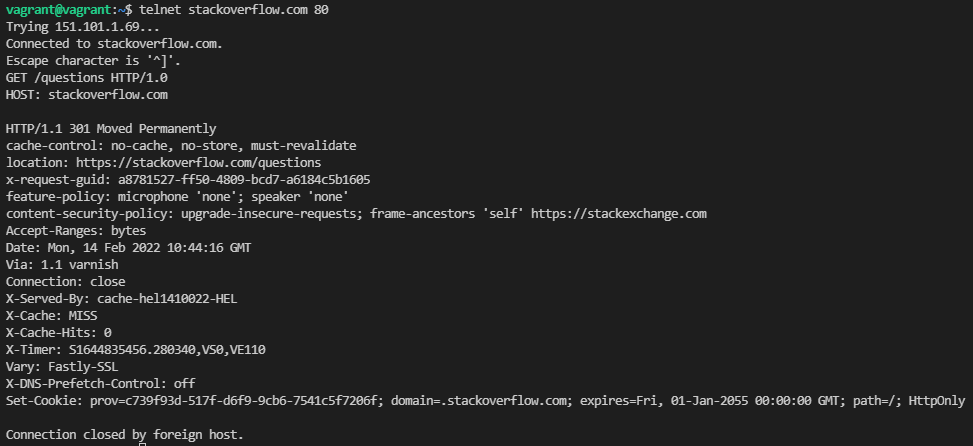 vagrant@vagrant:~$ telnet stackoverflow.com 80
Trying 151.101.1.69...
Connected to stackoverflow.com.
Escape character is '^]'.
GET /questions HTTP/1.0
HOST: stackoverflow.com

HTTP/1.1 301 Moved Permanently
cache-control: no-cache, no-store, must-revalidate
location: https://stackoverflow.com/questions
x-request-guid: a8781527-ff50-4809-bcd7-a6184c5b1605
feature-policy: microphone 'none'; speaker 'none'
content-security-policy: upgrade-insecure-requests; frame-ancestors 'self' https://stackexchange.com
Accept-Ranges: bytes
Date: Mon, 14 Feb 2022 10:44:16 GMT
Via: 1.1 varnish
Connection: close
X-Served-By: cache-hel1410022-HEL
X-Cache: MISS
X-Cache-Hits: 0
X-Timer: S1644835456.280340,VS0,VE110
Vary: Fastly-SSL
X-DNS-Prefetch-Control: off
Set-Cookie: prov=c739f93d-517f-d6f9-9cb6-7541c5f7206f; domain=.stackoverflow.com; expires=Fri, 01-Jan-2055 00:00:00 GMT; path=/; HttpOnly

Connection closed by foreign host.